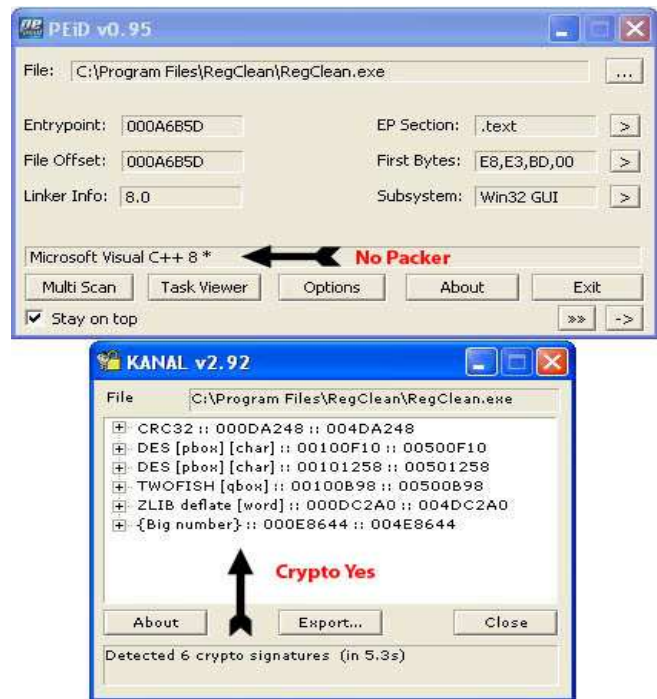 PEiD v0.95
File: C:\Program Files\RegClean\RegClean.exe ...
Entrypoint: 000A6B5D EP Section: .text >
File Offset: 000A6B5D First Bytes: E8,E3,BD,00 >
Linker Info: 8.0 Subsystem: Win32 GUI >
Microsoft Visual C++ 8 * No Packer
Multi Scan Task Viewer Options About Exit
Stay on top >> ->
KANAL v2.92
File C:\Program Files\RegClean\RegClean.exe
CRC32 :: 000DA248 :: 004DA248
DES [pbox] [char] :: 00100F10 :: 00500F10
DES [pbox] [char] :: 00101258 :: 00501258
TWOFISH [qbox] :: 00100B98 :: 00500B98
ZLIB deflate [word] :: 000DC2A0 :: 004DC2A0
{Big number} :: 000E8644 :: 004E8644
Crypto Yes
About Export... Close
Detected 6 crypto signatures (in 5.3s)